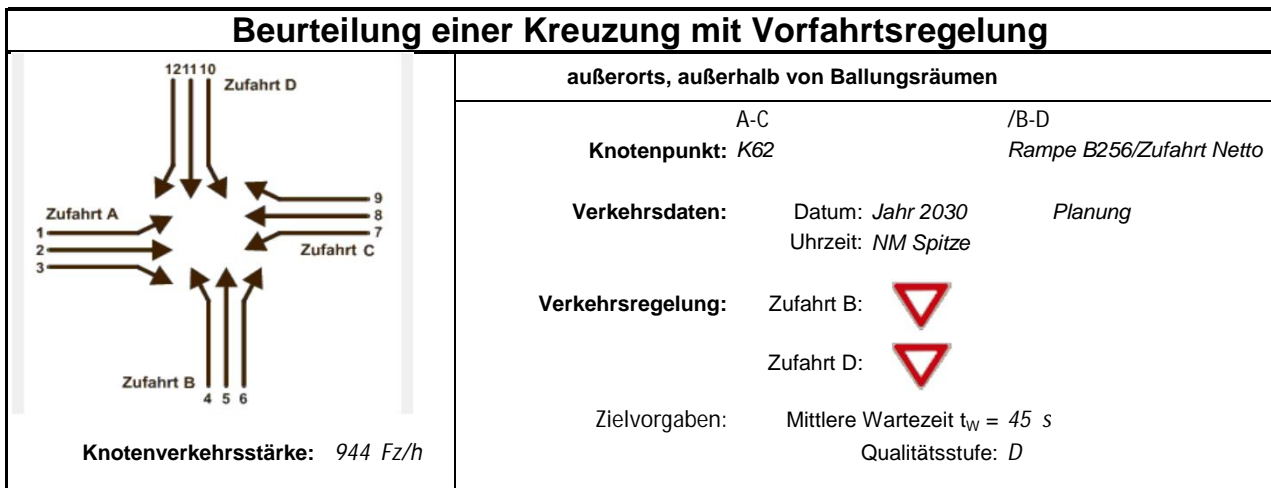 Beurteilung einer Kreuzung mit Vorfahrtsregelung
121110
Zufahrt D
9
8
7
Zufahrt C
Zufahrt A
1
2
3
Zufahrt B
4 5 6
Knotenverkehrsstärke: 944 Fz/h
außerorts, außerhalb von Ballungsräumen
A-C /B-D
Knotenpunkt: K62 Rampe B256/Zufahrt Netto
Verkehrsdaten: Datum: Jahr 2030 Planung
Uhrzeit: NM Spitze
Verkehrsregelung: Zufahrt B:
Zufahrt D:
Zielvorgaben: Mittlere Wartezeit tW = 45 s
Qualitätsstufe: D